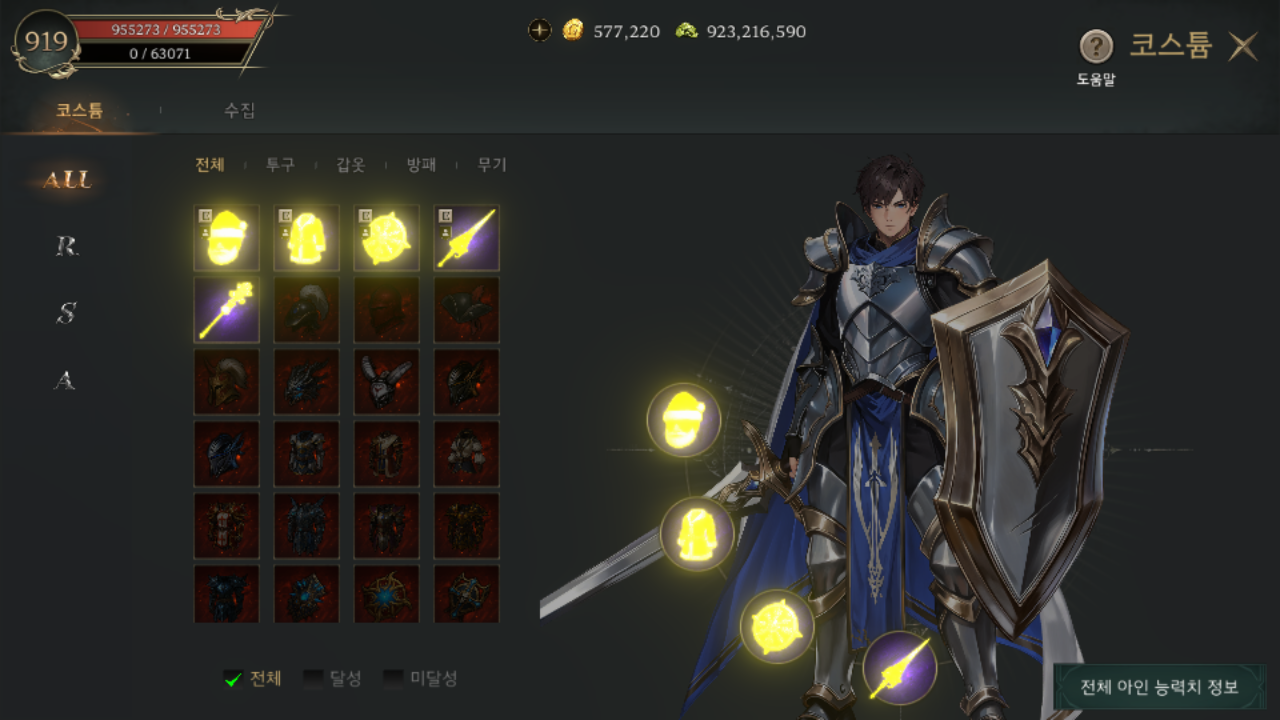 919
955273 / 955273
0 / 63071
577,220
923,216,590
?
도움말
코스튬
코스튬
수집
ALL
R
S
A
전체
투구
갑옷
방패
무기
E
E
E
E
전체
달성
미달성
전체 아인 능력치 정보